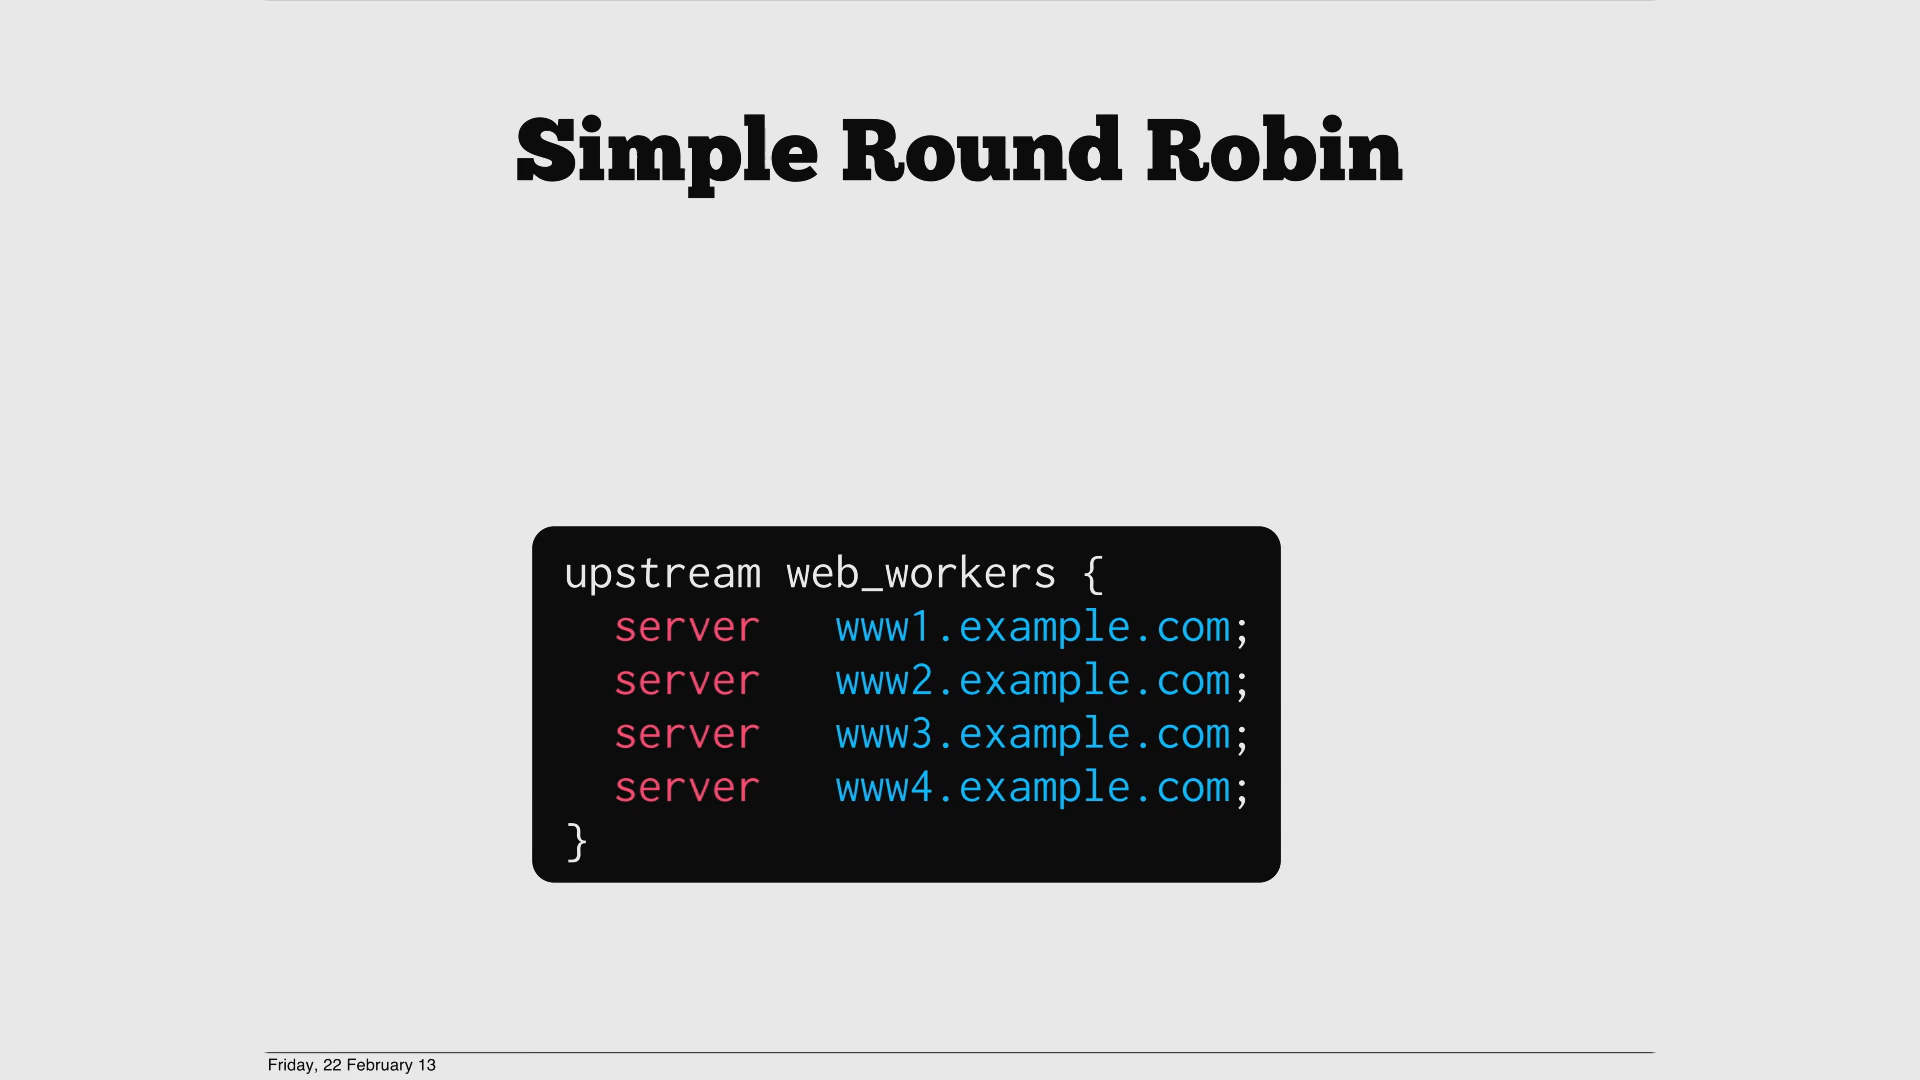 Simple Round Robin
upstream web_workers {
  server   www1.example.com;
  server   www2.example.com;
  server   www3.example.com;
  server   www4.example.com;
}
Friday, 22 February 13